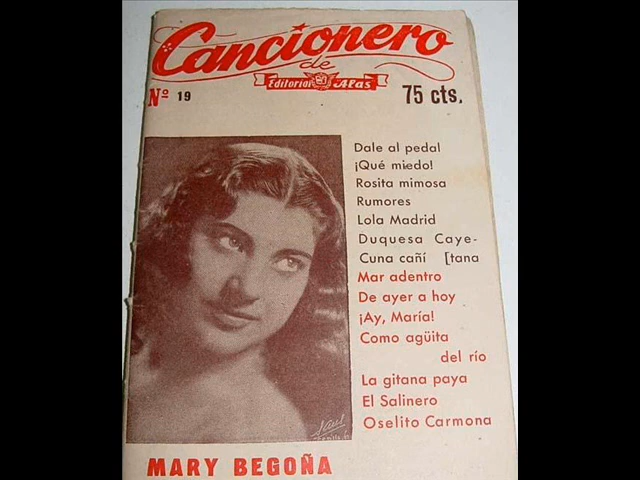 Cancionero
de
Editorial Alas
Nº 19
75 cts.
Dale al pedal
¡Qué miedo!
Rosita mimosa
Rumores
Lola Madrid
Duquesa Caye-
Cuna cañí [tana
Mar adentro
De ayer a hoy
¡Ay, María!
Como agüita
del río
La gitana paya
El Salinero
Oselito Carmona
MARY BEGOÑA